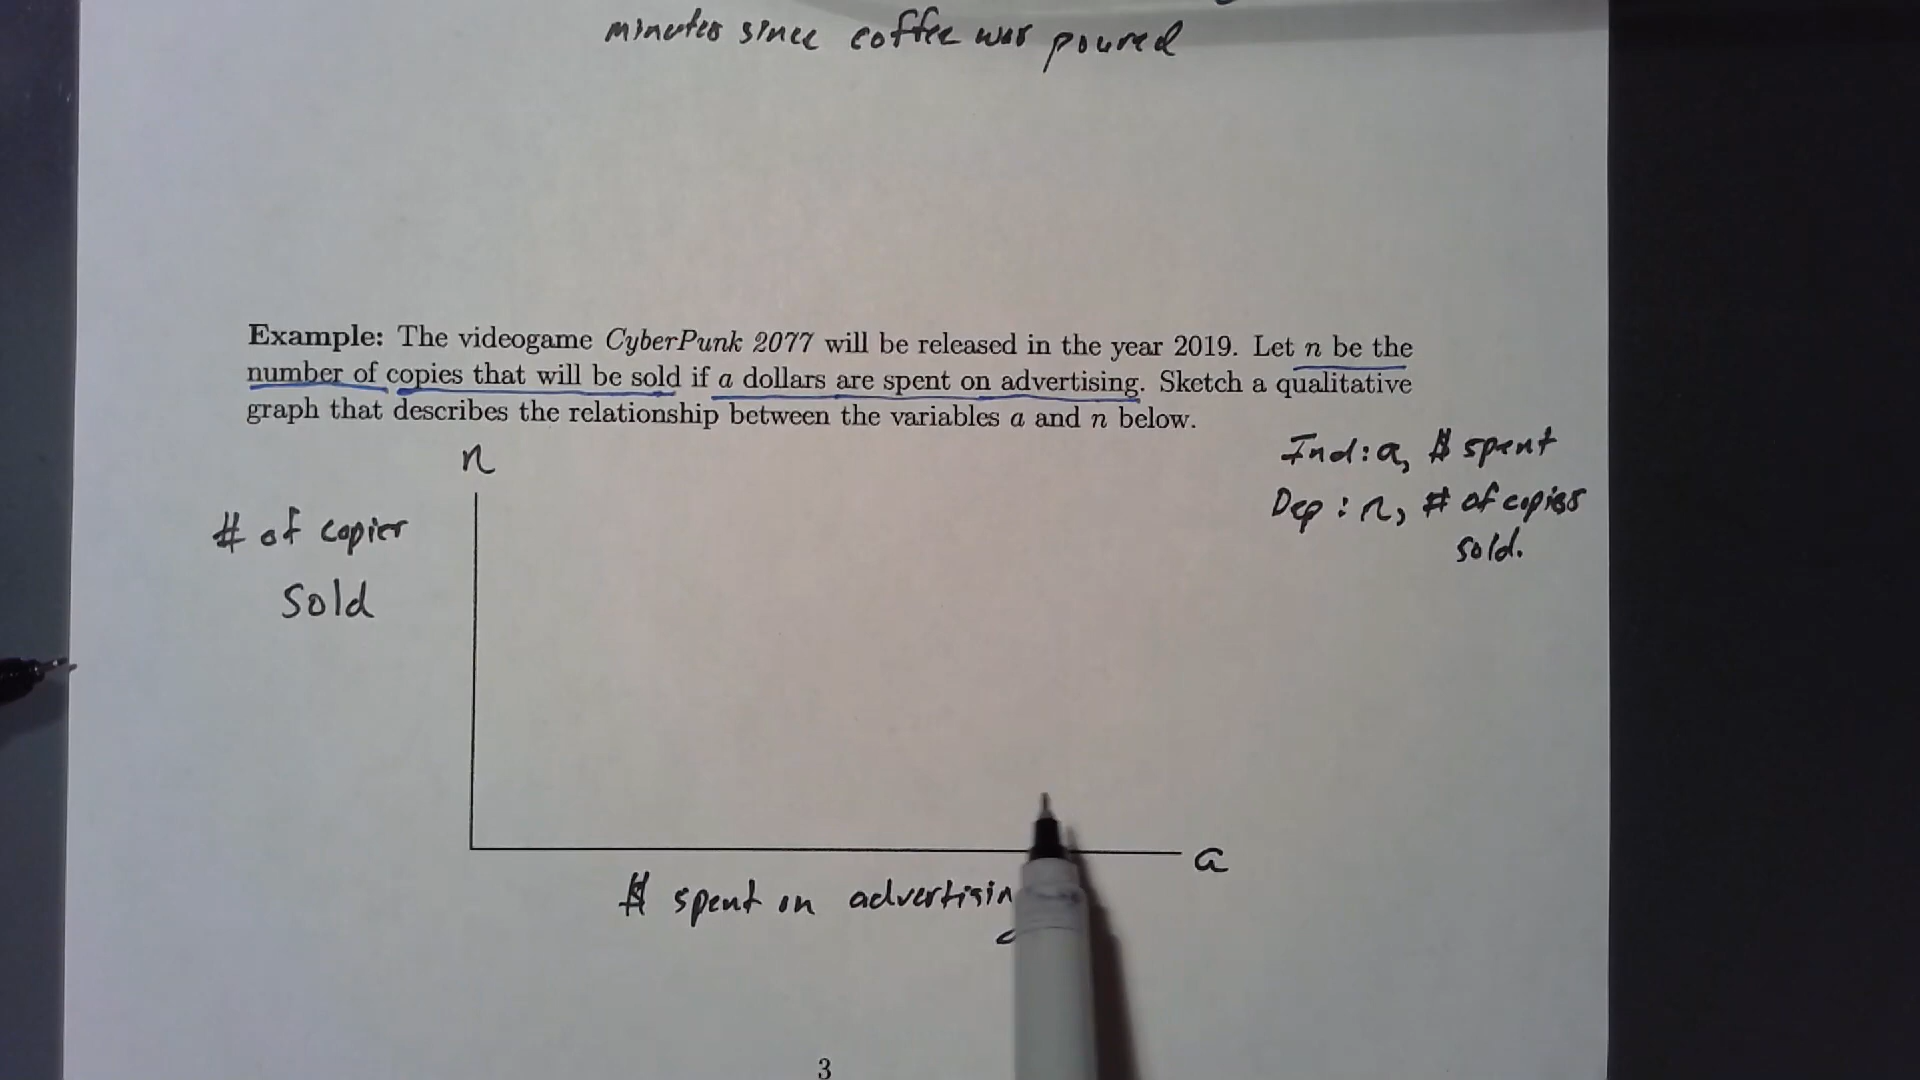 minutes since coffee was poured
Example: The videogame CyberPunk 2077 will be released in the year 2019. Let n be the
number of copies that will be sold if a dollars are spent on advertising. Sketch a qualitative
graph that describes the relationship between the variables a and n below.
n
Ind: a, $ spent
Dep: n, # of copies
sold.
# of copies
sold
a
$ spent on advertisin
3